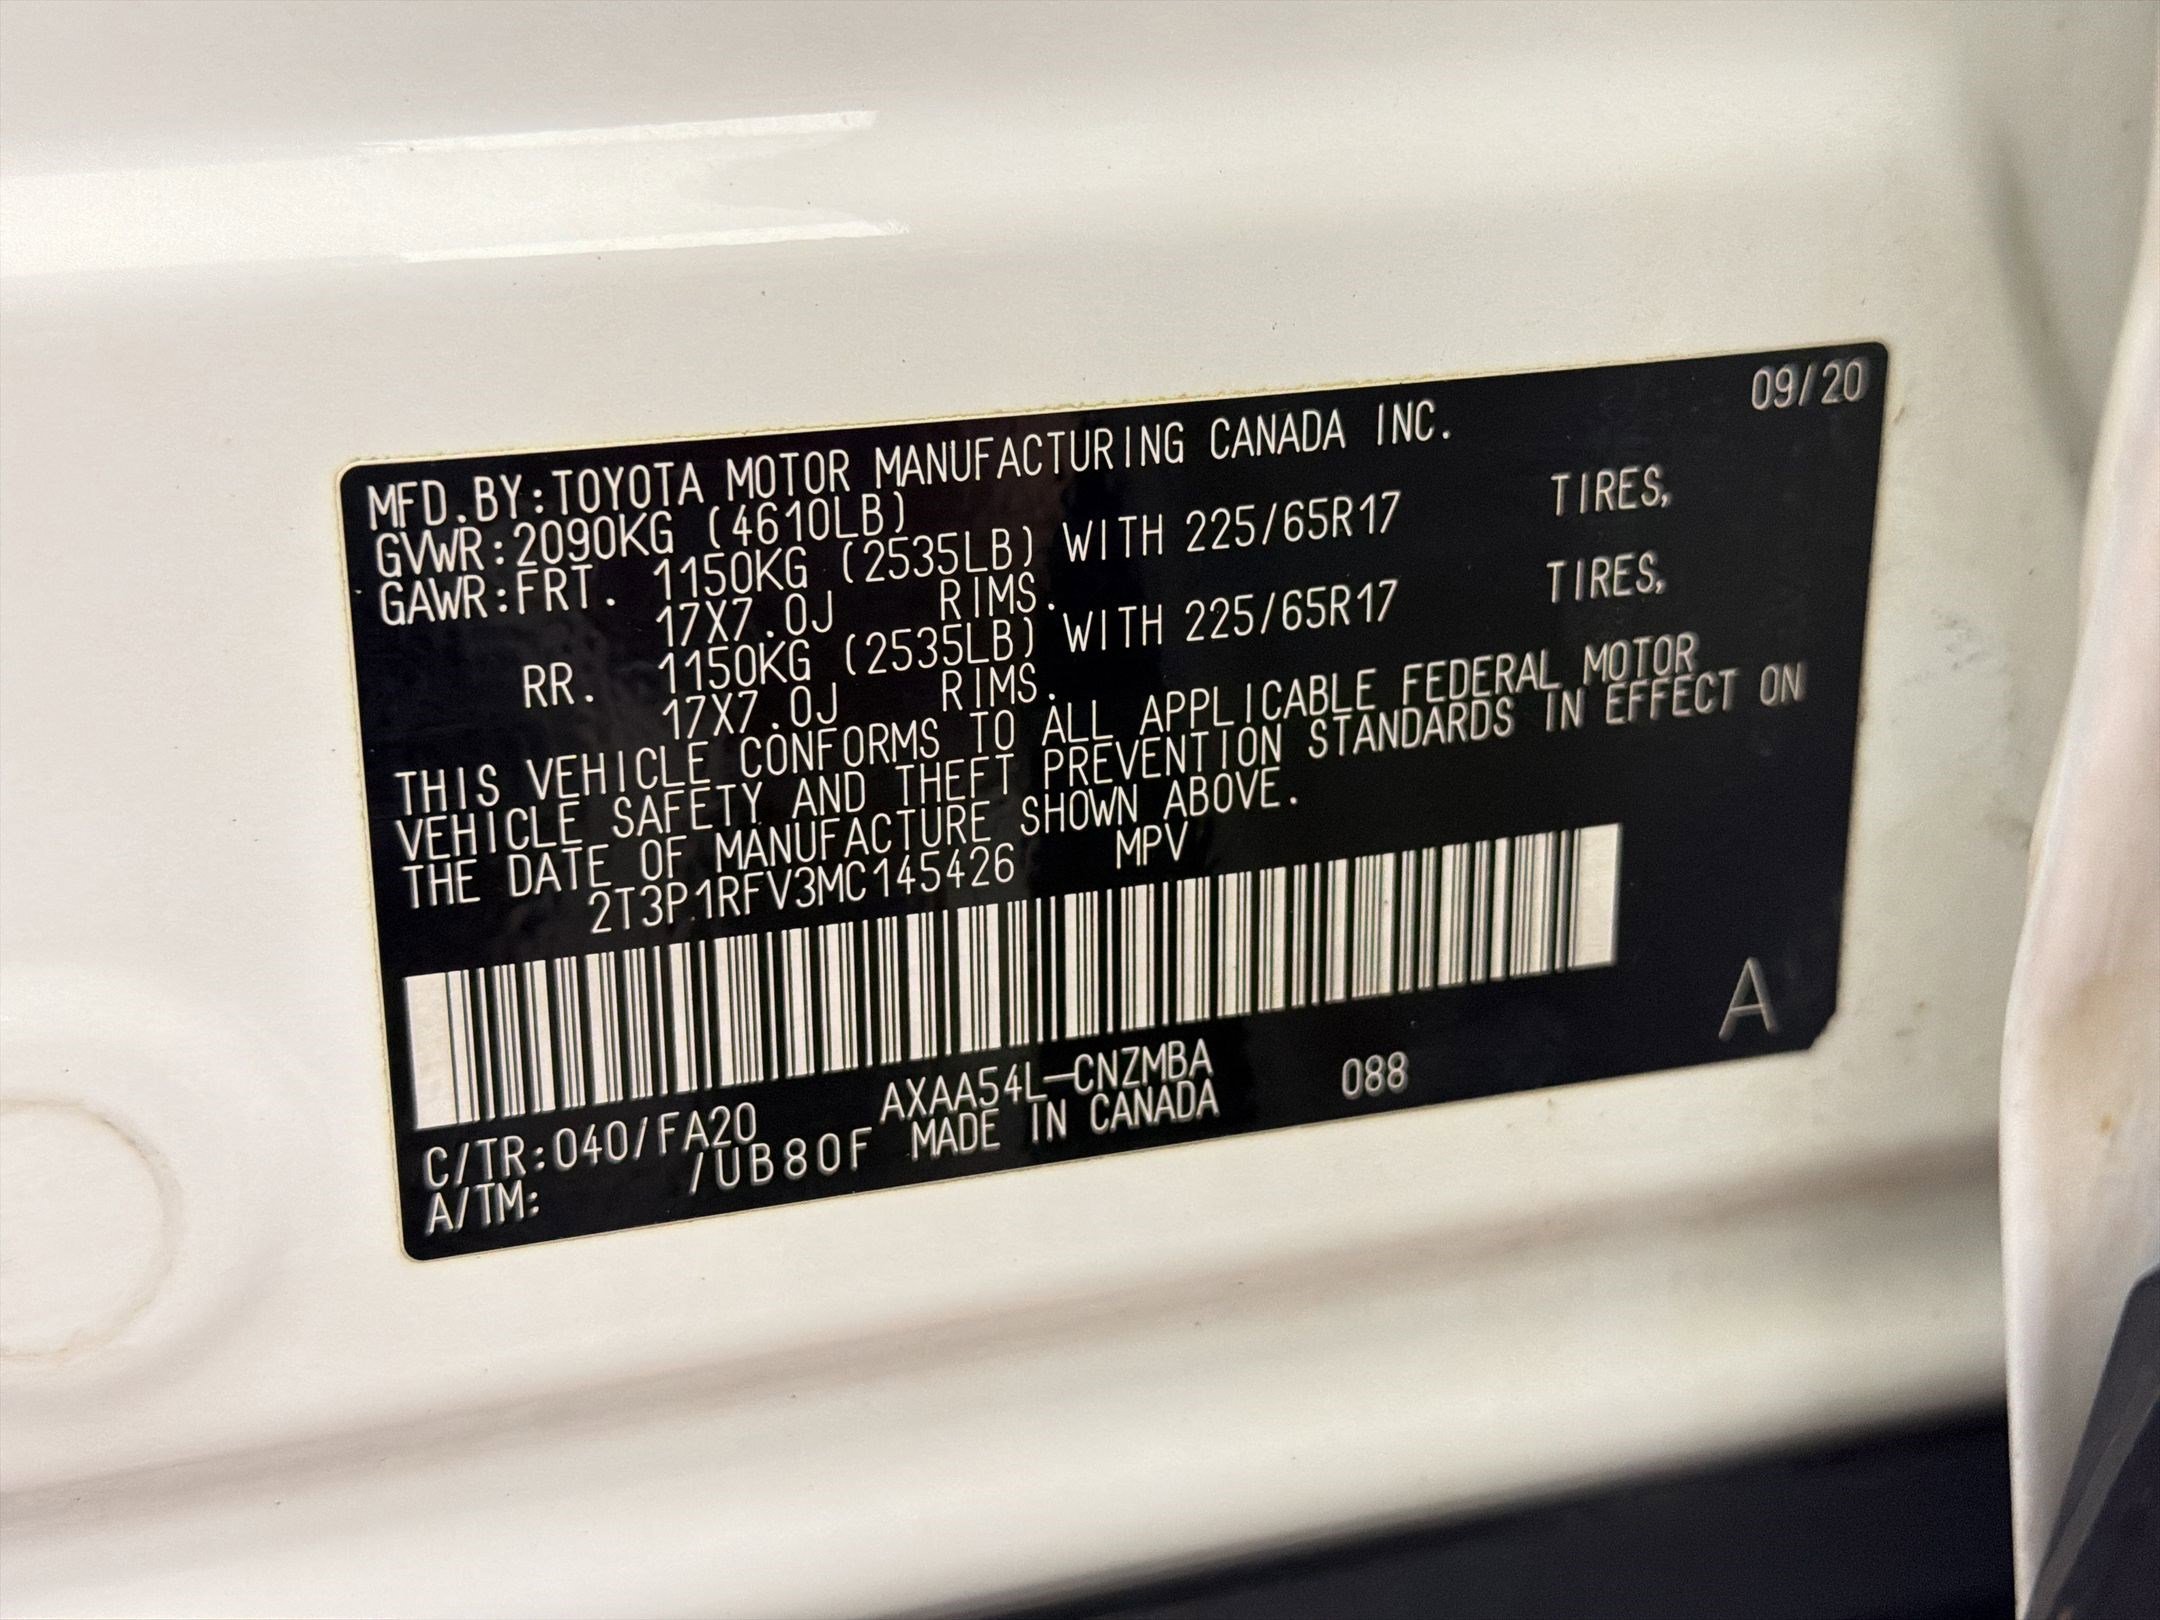 09/20
MFD.BY:TOYOTA MOTOR MANUFACTURING CANADA INC.
GVWR:2090KG (4610LB)
GAWR:FRT. 1150KG (2535LB) WITH 225/65R17 TIRES,
17X7.0J RIMS.
RR. 1150KG (2535LB) WITH 225/65R17 TIRES,
17X7.0J RIMS.
THIS VEHICLE CONFORMS TO ALL APPLICABLE FEDERAL MOTOR
VEHICLE SAFETY AND THEFT PREVENTION STANDARDS IN EFFECT ON
THE DATE OF MANUFACTURE SHOWN ABOVE.
2T3P1RFV3MC145426 MPV
A
C/TR:040/FA20 AXAA54L-CNZMBA 088
A/TM: /UB80F MADE IN CANADA